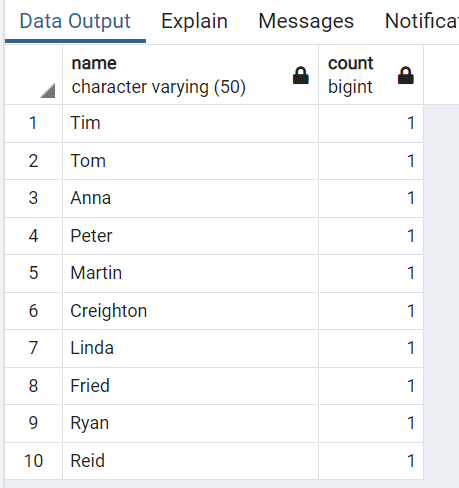 Data Output Explain Messages Notifica
name count
character varying (50) bigint
1 Tim 1
2 Tom 1
3 Anna 1
4 Peter 1
5 Martin 1
6 Creighton 1
7 Linda 1
8 Fried 1
9 Ryan 1
10 Reid 1